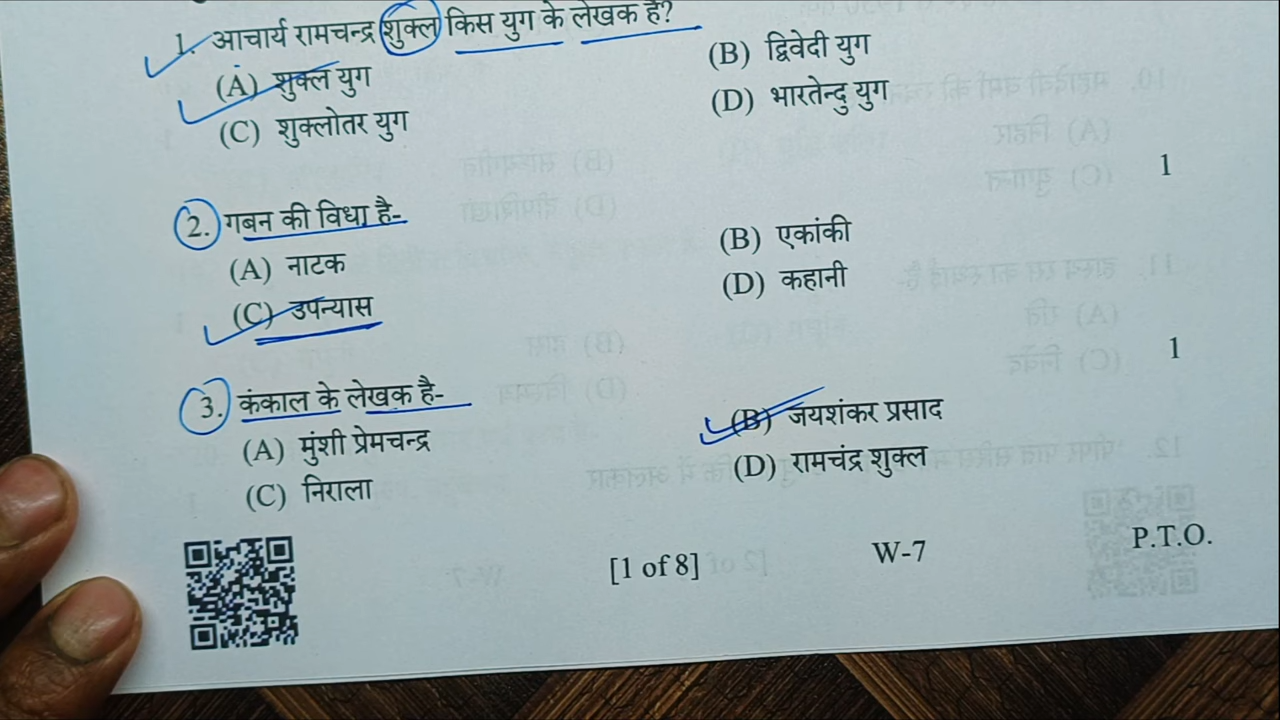 1. आचार्य रामचन्द्र शुक्ल किस युग के लेखक है?
(A) शुक्ल युग (B) द्विवेदी युग
(C) शुक्लोतर युग (D) भारतेन्दु युग
1
2. गबन की विधा है-
(A) नाटक (B) एकांकी
(C) उपन्यास (D) कहानी
1
3. कंकाल के लेखक है-
(A) मुंशी प्रेमचन्द्र (B) जयशंकर प्रसाद
(C) निराला (D) रामचंद्र शुक्ल
[1 of 8] W-7 P.T.O.